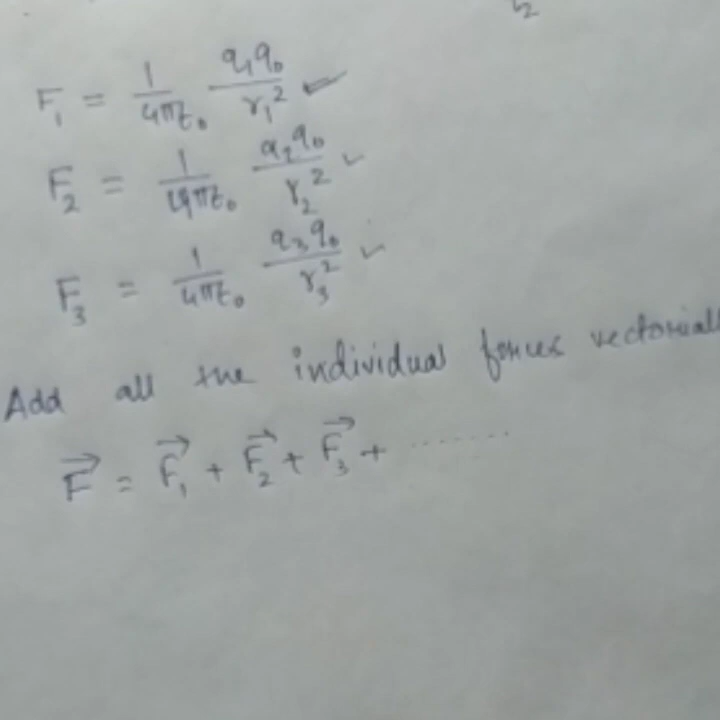 F₁ = 1/4πε₀ q₁q₀/r₁² ✓
F₂ = 1/4πε₀ q₂q₀/r₂² ✓
F₃ = 1/4πε₀ q₃q₀/r₃² ✓
Add all the individual forces vectoriall
F⃗ = F⃗₁ + F⃗₂ + F⃗₃ + ........